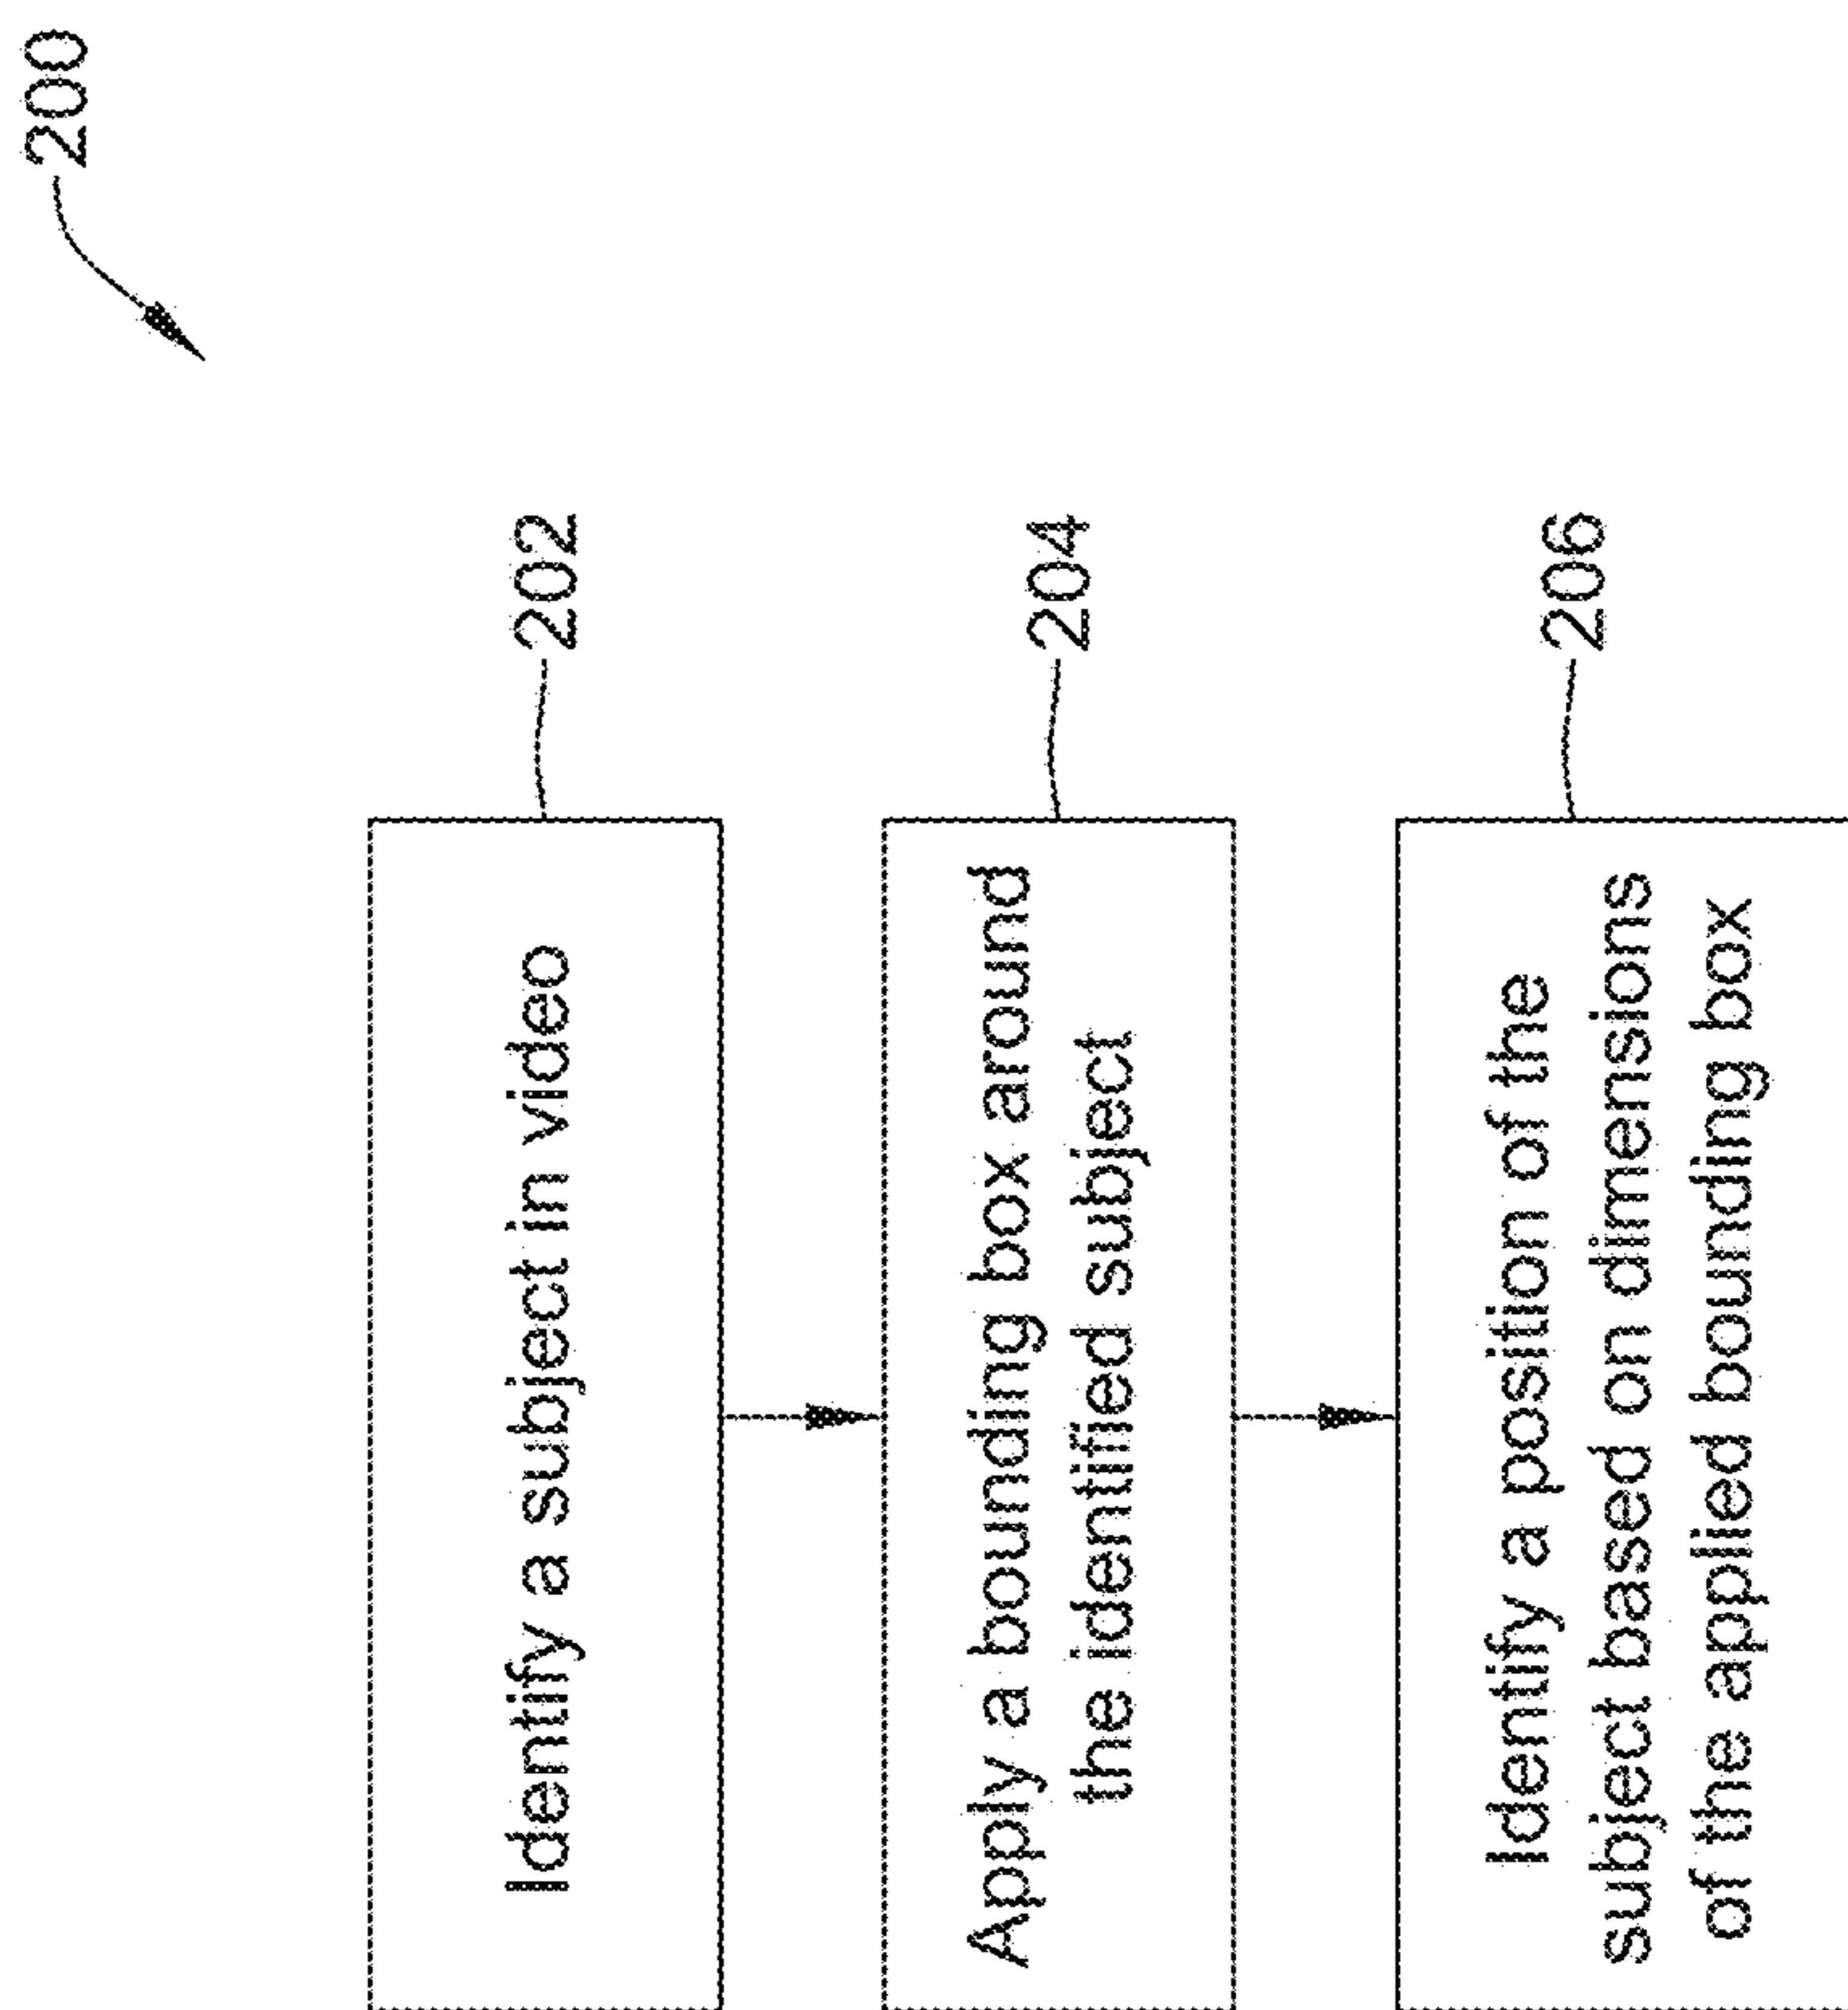 200
Identify a subject in video
202
Apply a bounding box around
the identified subject
204
Identify a position of the
subject based on dimensions
of the applied bounding box
206